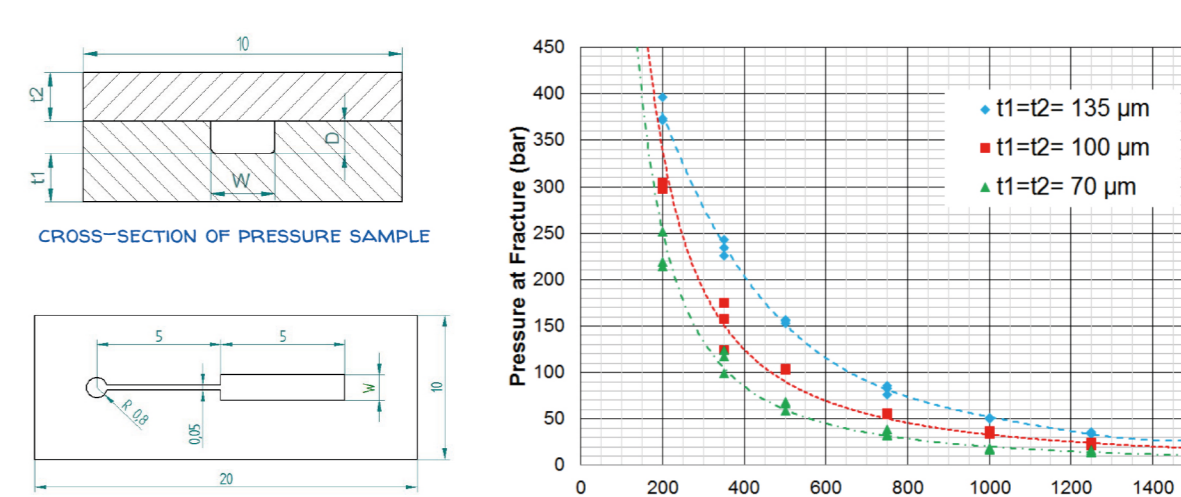 10
t2
D
t1
W
CROSS-SECTION OF PRESSURE SAMPLE
5 5
R 0,8
0,05
W
10
20
Pressure at Fracture (bar)
450
400
350
300
250
200
150
100
50
0
t1=t2= 135 µm
t1=t2= 100 µm
t1=t2= 70 µm
0 200 400 600 800 1000 1200 1400